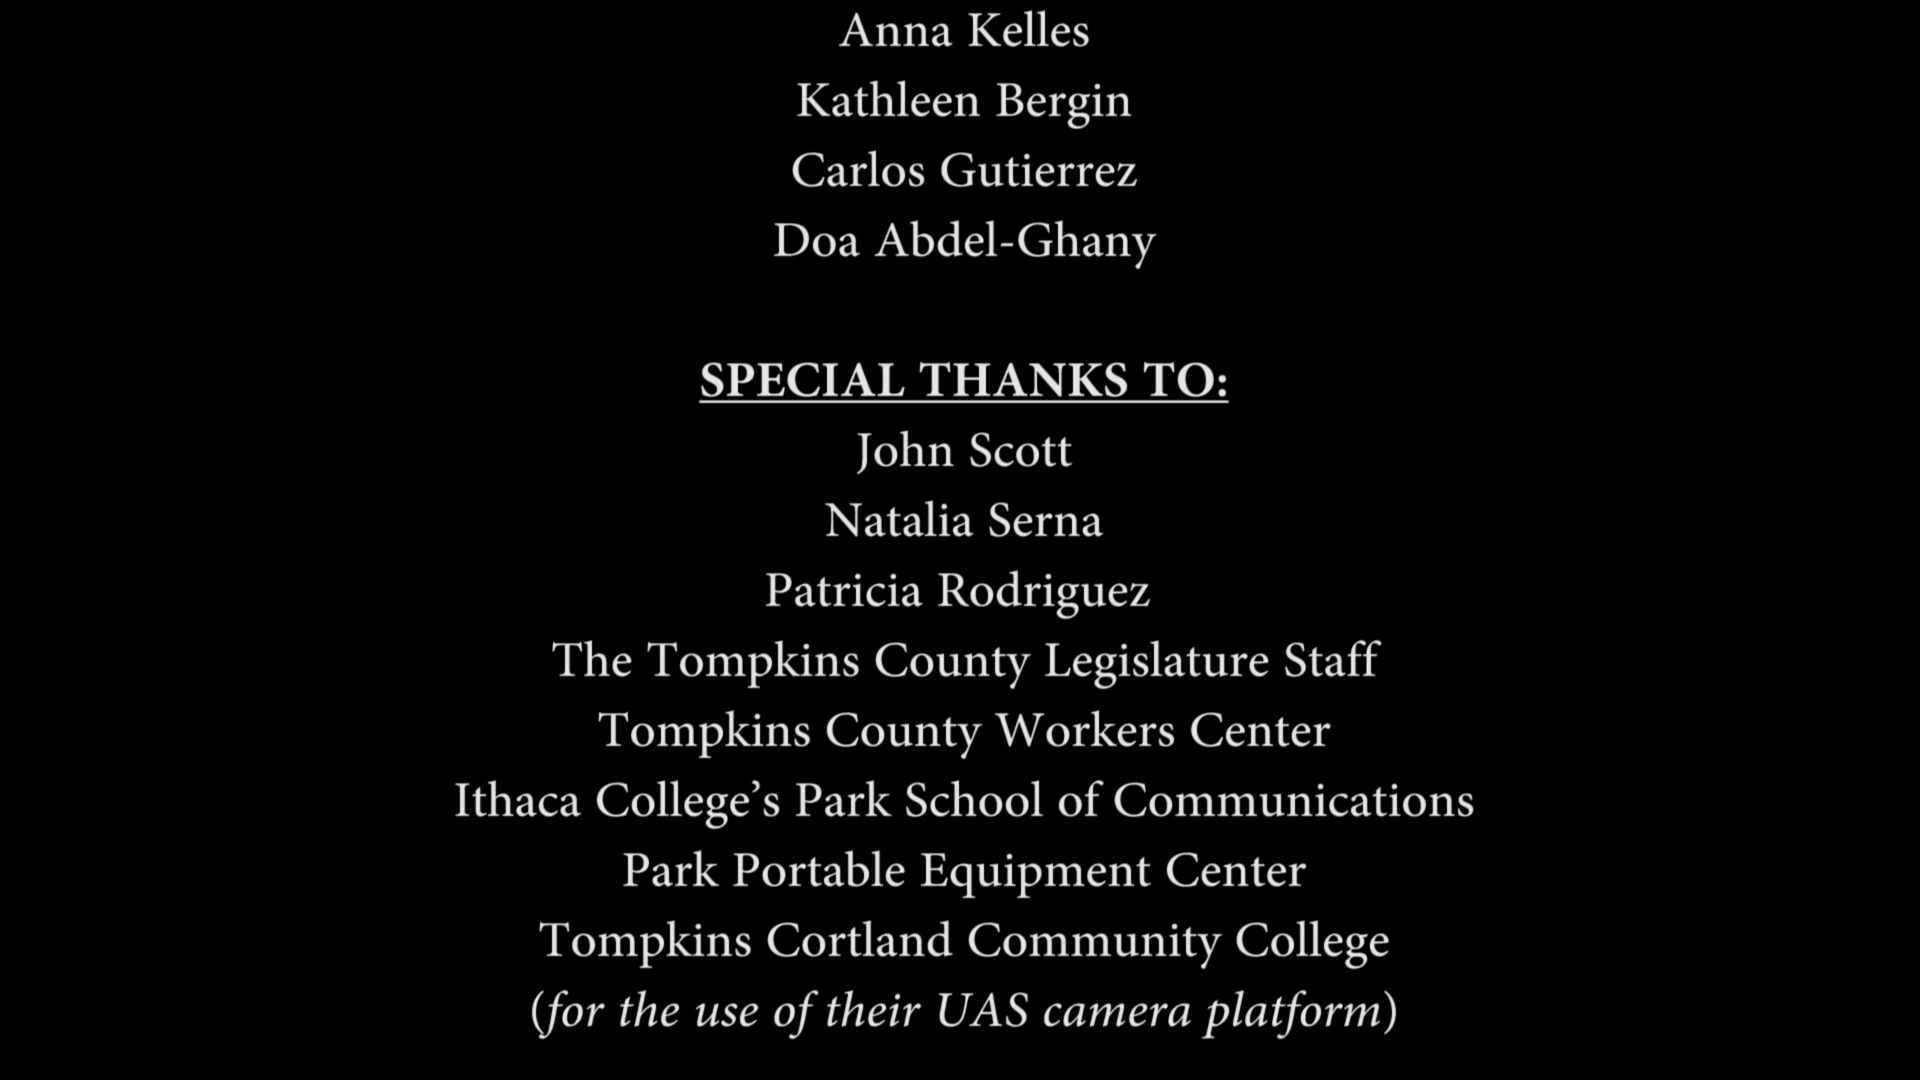 Anna Kelles
Kathleen Bergin
Carlos Gutierrez
Doa Abdel-Ghany
SPECIAL THANKS TO:
John Scott
Natalia Serna
Patricia Rodriguez
The Tompkins County Legislature Staff
Tompkins County Workers Center
Ithaca College’s Park School of Communications
Park Portable Equipment Center
Tompkins Cortland Community College
(for the use of their UAS camera platform)